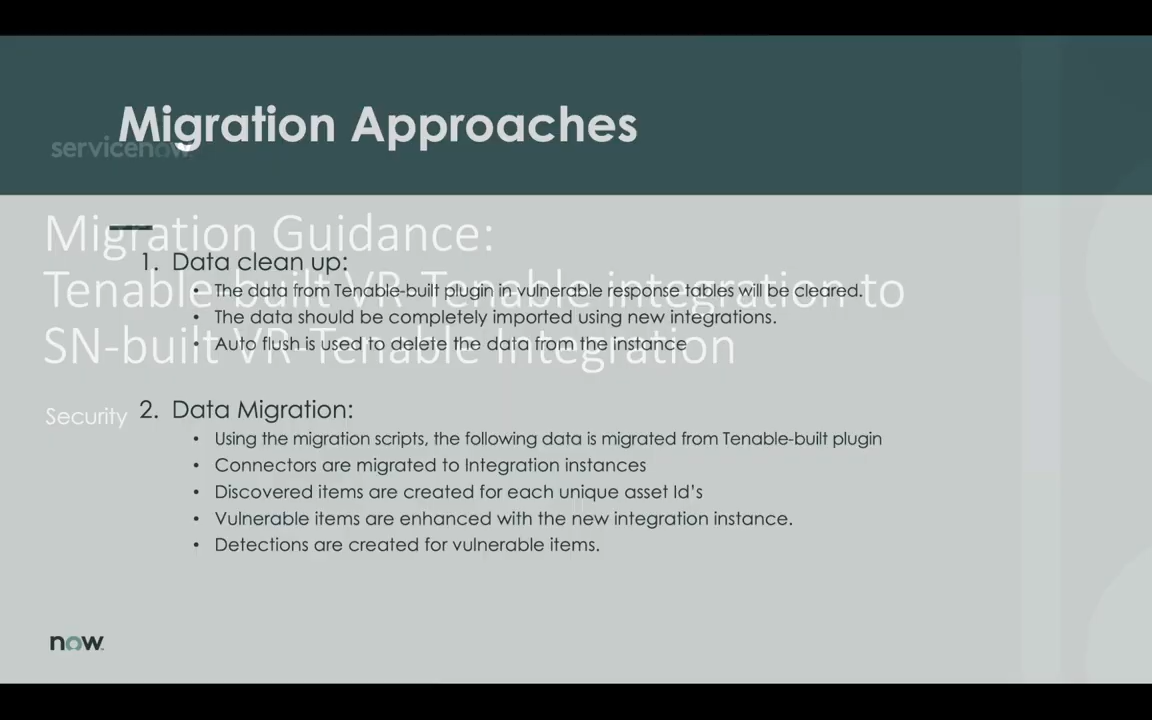 Migration Approaches
servicenow
Migration Guidance:
Tenable-built VR-Tenable integration to
SN-built VR-Tenable Integration
Security
1. Data clean up:
• The data from Tenable-built plugin in vulnerable response tables will be cleared.
• The data should be completely imported using new integrations.
• Auto flush is used to delete the data from the instance
2. Data Migration:
• Using the migration scripts, the following data is migrated from Tenable-built plugin
• Connectors are migrated to Integration instances
• Discovered items are created for each unique asset Id’s
• Vulnerable items are enhanced with the new integration instance.
• Detections are created for vulnerable items.
now